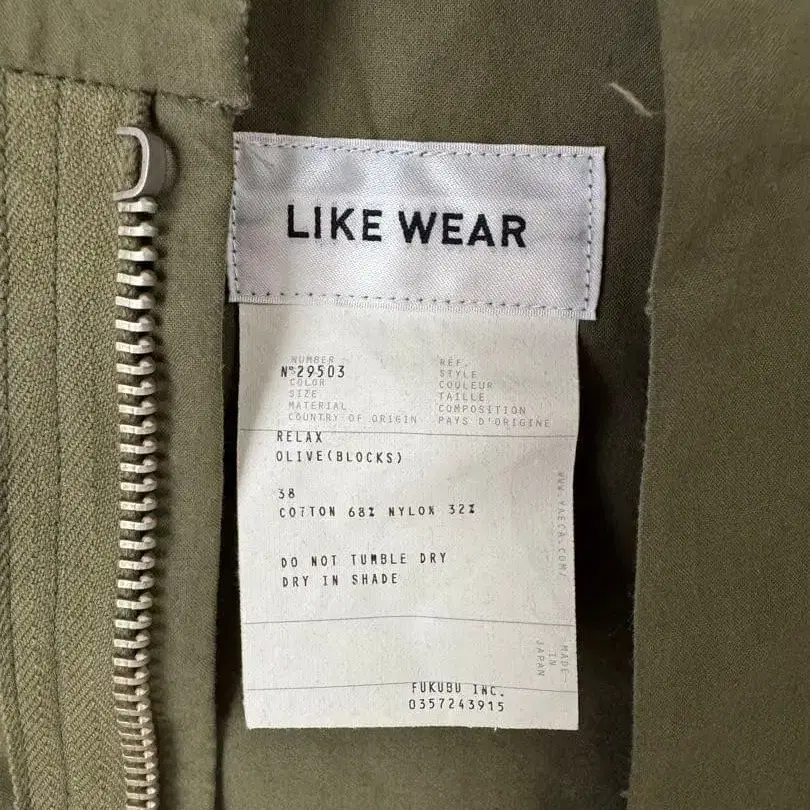 LIKE WEAR
NUMBER RÉF.
Nº29503 STYLE
COLOR COULEUR
SIZE TAILLE
MATERIAL COMPOSITION
COUNTRY OF ORIGIN PAYS D'ORIGINE
RELAX
OLIVE(BLOCKS)
38
COTTON 68% NYLON 32%
DO NOT TUMBLE DRY
DRY IN SHADE
WWW.YAECA.COM/
MADE
IN
JAPAN
FUKUBU INC.
0357243915